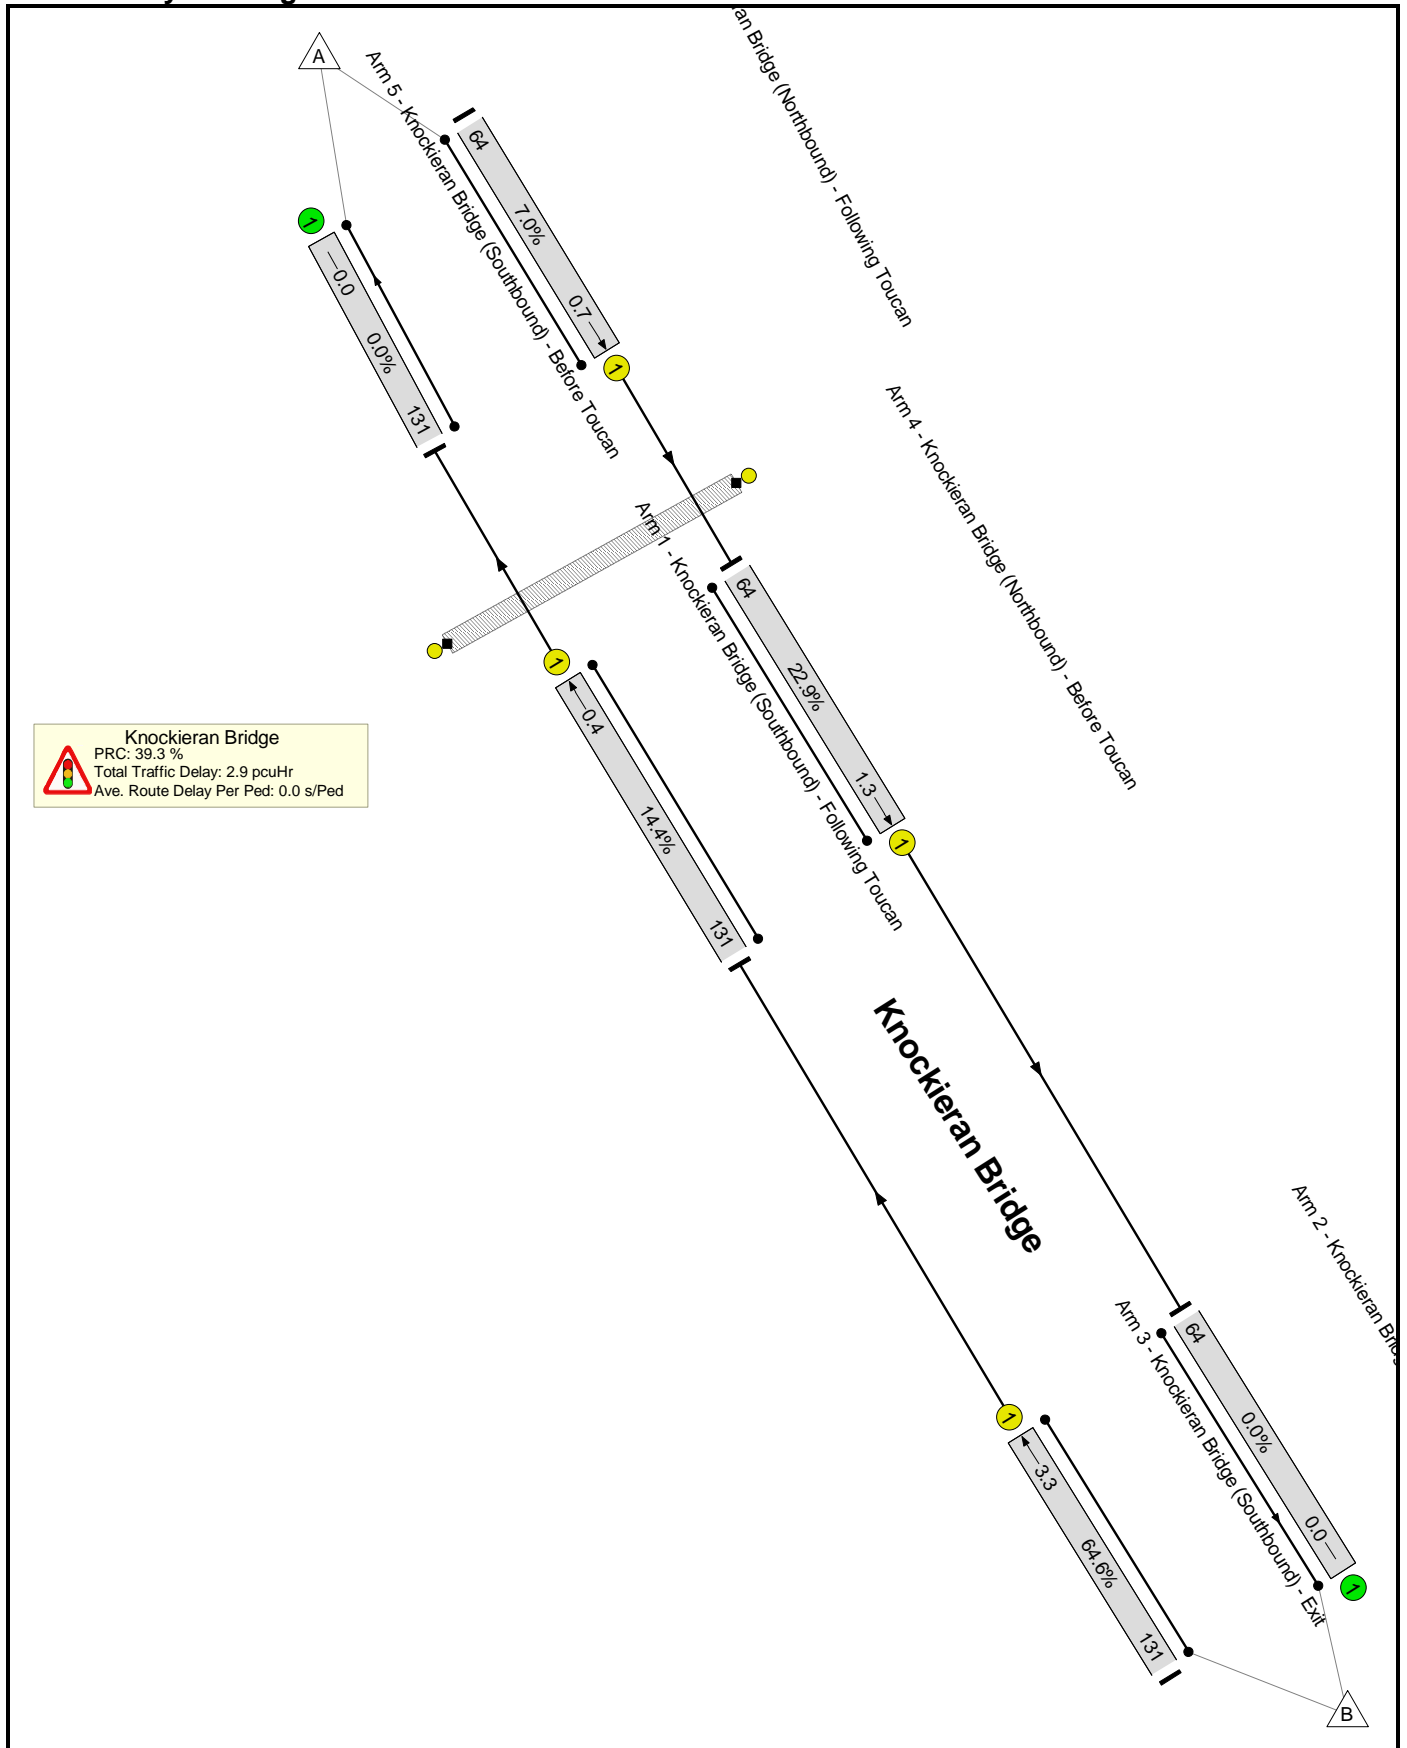 A
Arm 5 - Knockieran Bridge (Southbound) - Before Toucan
Bridge (Northbound) - Following Toucan
64
7.0%
0.7
1
1
0.0
0.0%
131
Arm 4 - Knockieran Bridge (Northbound) - Before Toucan
Arm 1 - Knockieran Bridge (Southbound) - Following Toucan
64
22.9%
1.3
1
1
0.4
14.4%
131
Knockieran Bridge
PRC: 39.3 %
Total Traffic Delay: 2.9 pcuHr
Ave. Route Delay Per Ped: 0.0 s/Ped
Knockieran Bridge
Arm 2 - Knockieran
Arm 3 - Knockieran Bridge (Southbound) - Exit
64
0.0%
0.0
1
1
3.3
64.6%
131
B